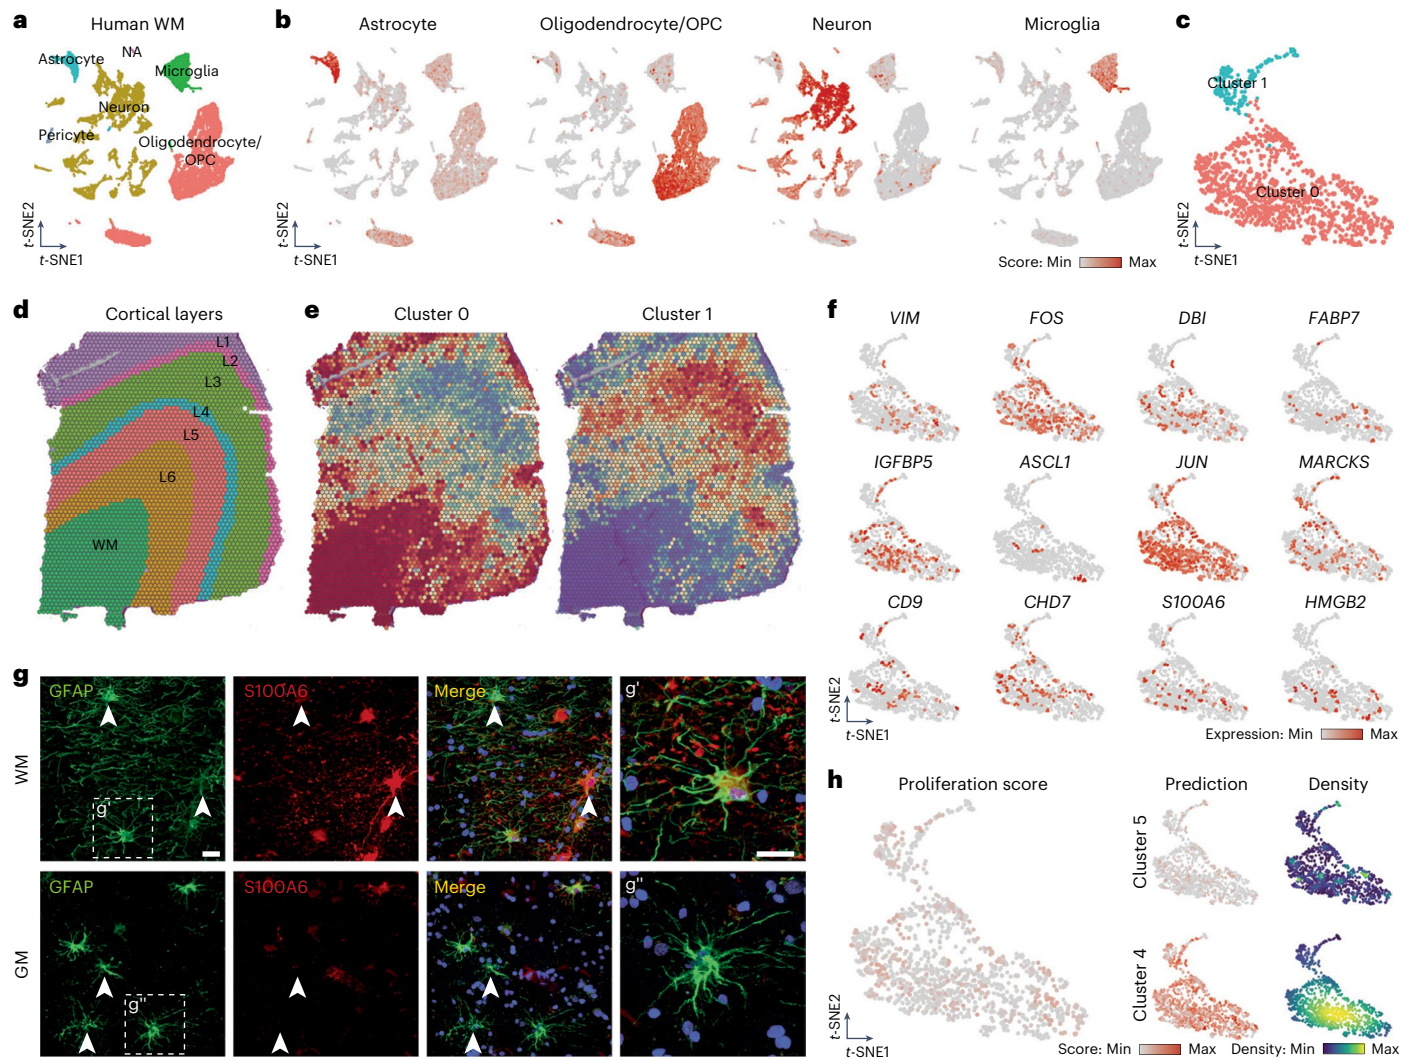 a
Human WM
Astrocyte
NA
Microglia
Neuron
Pericyte
Oligodendrocyte/
OPC
t-SNE2
t-SNE1
b
Astrocyte
Oligodendrocyte/OPC
Neuron
Microglia
t-SNE2
t-SNE1
Score: Min
Max
c
Cluster 1
Cluster 0
t-SNE2
t-SNE1
d
Cortical layers
L1
L2
L3
L4
L5
L6
WM
e
Cluster 0
Cluster 1
f
VIM
FOS
DBI
FABP7
IGFBP5
ASCL1
JUN
MARCKS
CD9
CHD7
S100A6
HMGB2
t-SNE2
t-SNE1
Expression: Min
Max
g
WM
GFAP
S100A6
Merge
g'
g'
GM
GFAP
S100A6
Merge
g''
g''
h
Proliferation score
Prediction
Density
Cluster 5
Cluster 4
t-SNE2
t-SNE1
Score: Min
Max
Density: Min
Max